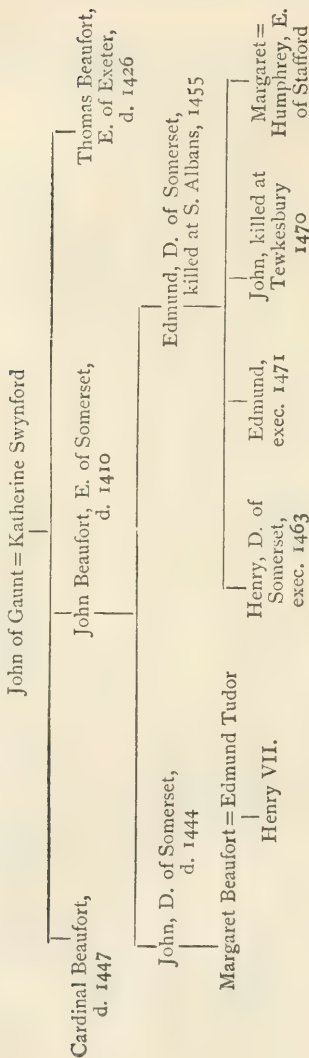 John of Gaunt = Katherine Swynford
Cardinal Beaufort,
d. 1447
John Beaufort, E. of Somerset,
d. 1410
Thomas Beaufort,
E. of Exeter,
d. 1426
John, D. of Somerset,
d. 1444
Edmund, D. of Somerset,
killed at S. Albans, 1455
Margaret Beaufort = Edmund Tudor
Henry VII.
Henry, D. of
Somerset,
exec. 1463
Edmund,
exec. 1471
John, killed at
Tewkesbury
1470
Margaret =
Humphrey, E.
of Stafford